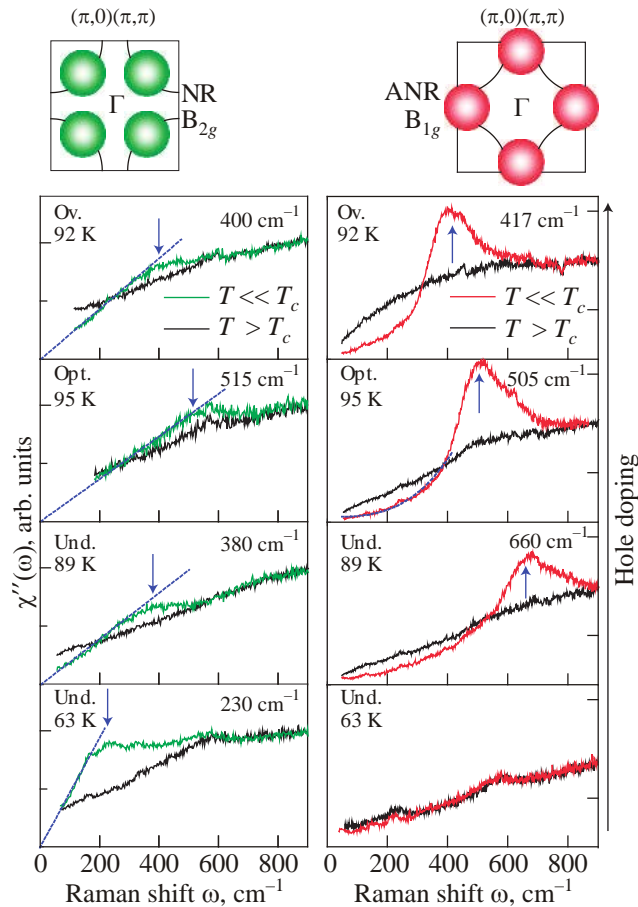 (π,0)(π,π)
Γ
NR
B2g
(π,0)(π,π)
ANR
B1g
Γ
Ov.
92 K
400 cm⁻¹
T << Tc
T > Tc
Ov.
92 K
417 cm⁻¹
T << Tc
T > Tc
Opt.
95 K
515 cm⁻¹
Opt.
95 K
505 cm⁻¹
Und.
89 K
380 cm⁻¹
Und.
89 K
660 cm⁻¹
Und.
63 K
230 cm⁻¹
Und.
63 K
χ′′(ω), arb. units
Hole doping
0 200 400 600 800
0 200 400 600 800
Raman shift ω, cm⁻¹
Raman shift ω, cm⁻¹